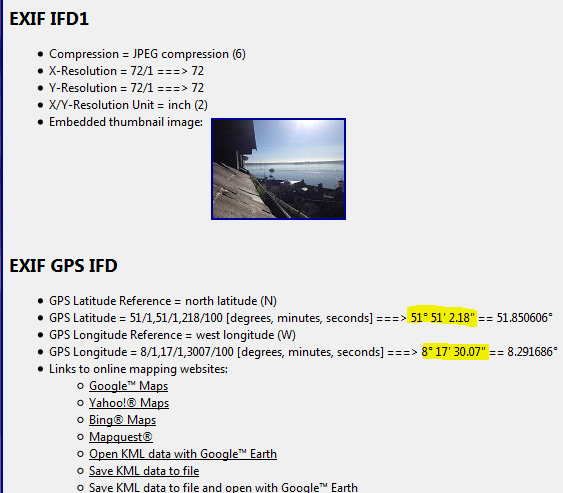 EXIF IFD1
• Compression = JPEG compression (6)
• X-Resolution = 72/1 ===> 72
• Y-Resolution = 72/1 ===> 72
• X/Y-Resolution Unit = inch (2)
• Embedded thumbnail image:
EXIF GPS IFD
• GPS Latitude Reference = north latitude (N)
• GPS Latitude = 51/1,51/1,218/100 [degrees, minutes, seconds] ===> 51° 51′ 2.18″ == 51.850606°
• GPS Longitude Reference = west longitude (W)
• GPS Longitude = 8/1,17/1,3007/100 [degrees, minutes, seconds] ===> 8° 17′ 30.07″ == 8.291686°
• Links to online mapping websites:
○ Google™ Maps
○ Yahoo!® Maps
○ Bing® Maps
○ Mapquest®
○ Open KML data with Google™ Earth
○ Save KML data to file
○ Save KML data to file and open with Google™ Earth